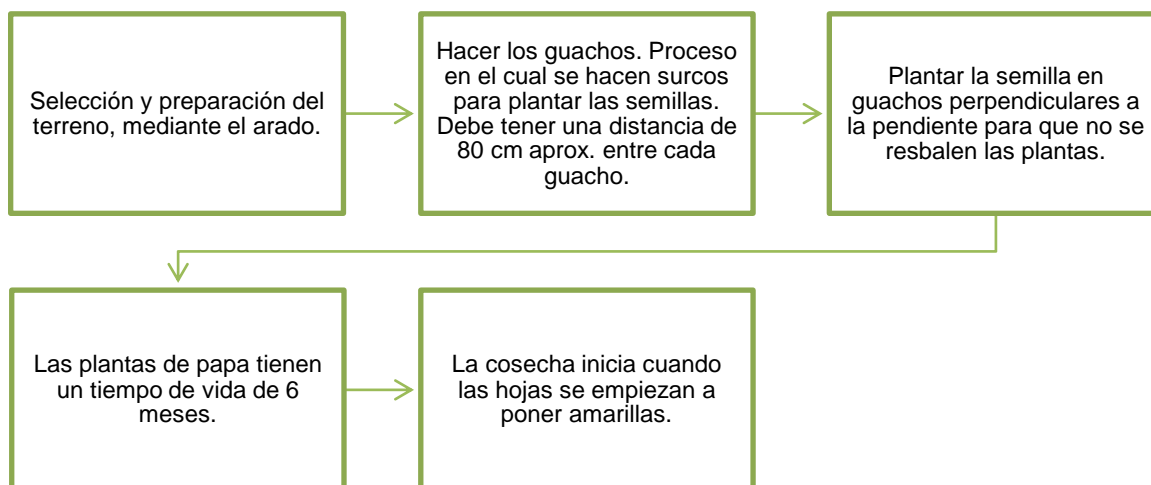 Selección y preparación del
terreno, mediante el arado.
Hacer los guachos. Proceso
en el cual se hacen surcos
para plantar las semillas.
Debe tener una distancia de
80 cm aprox. entre cada
guacho.
Plantar la semilla en
guachos perpendiculares a
la pendiente para que no se
resbalen las plantas.
Las plantas de papa tienen
un tiempo de vida de 6
meses.
La cosecha inicia cuando
las hojas se empiezan a
poner amarillas.